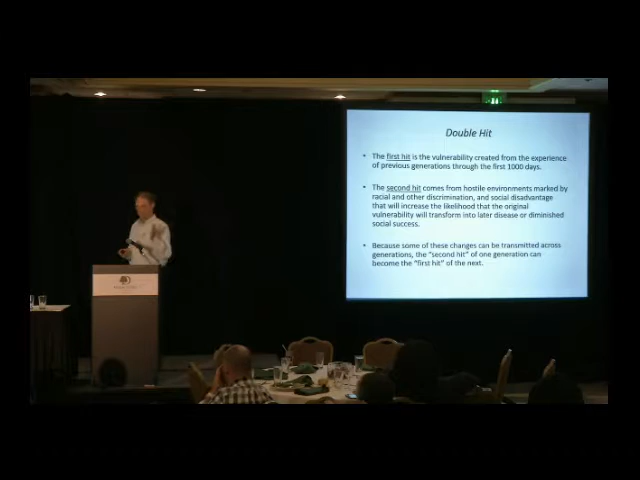 Double Hit
• The first hit is the vulnerability created from the experience
of previous generations through the first 1000 days.
• The second hit comes from hostile environments marked by
racial and other discrimination, and social disadvantage
that will increase the likelihood that the original
vulnerability will transform into later disease or diminished
social success.
• Because some of these changes can be transmitted across
generations, the "second hit" of one generation can
become the "first hit" of the next.